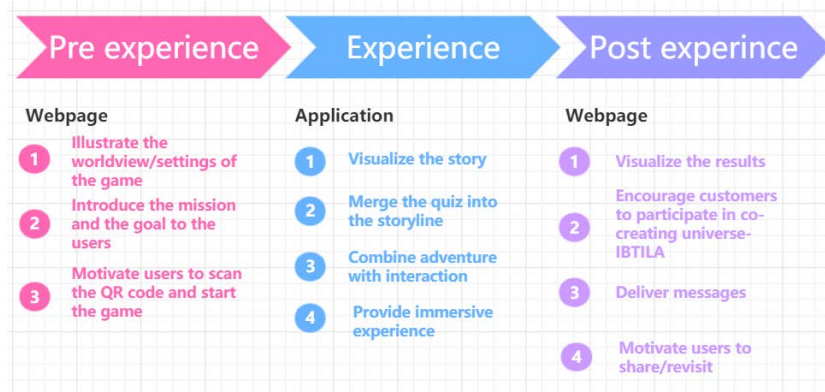 Pre experience
Experience
Post experince
Webpage
1
Illustrate the
worldview/settings of
the game
2
Introduce the mission
and the goal to the
users
3
Motivate users to scan
the QR code and start
the game
Application
1
Visualize the story
2
Merge the quiz into
the storyline
3
Combine adventure
with interaction
4
Provide immersive
experience
Webpage
1
Visualize the results
2
Encourage customers
to participate in co-
creating universe-
IBTILA
3
Deliver messages
4
Motivate users to
share/revisit